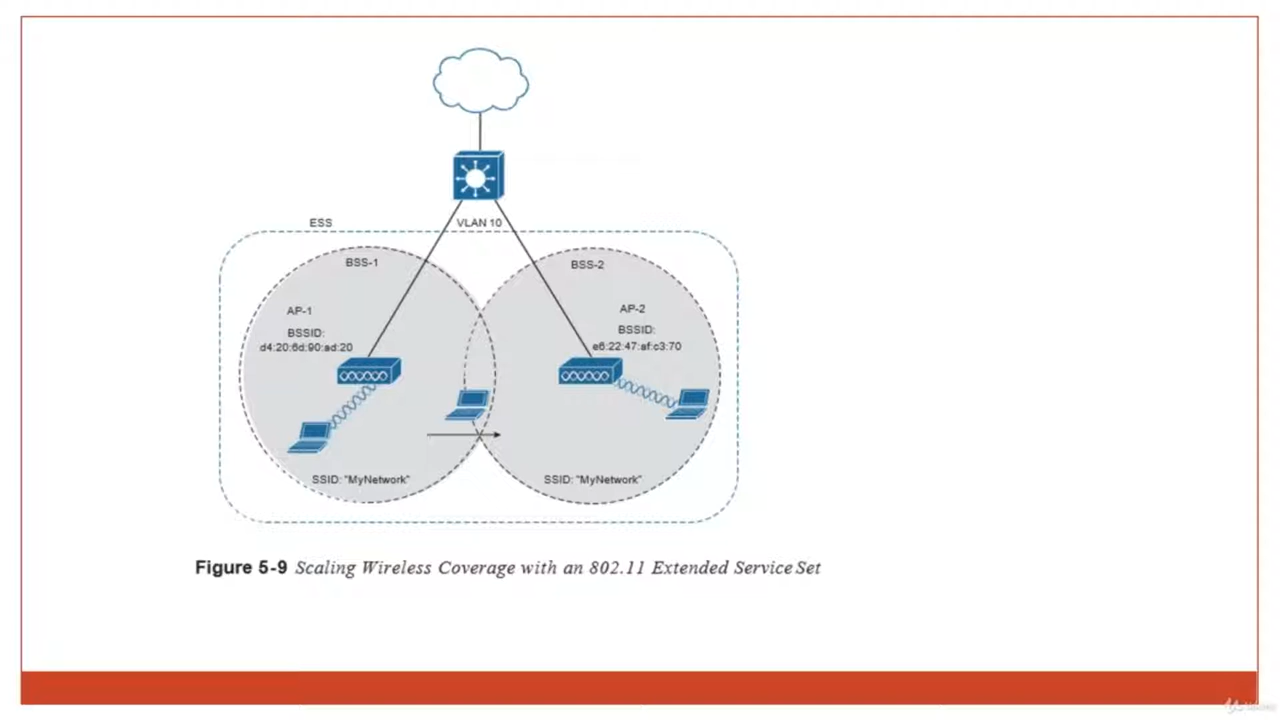 ESS
VLAN 10
BSS-1
BSS-2
AP-1
BSSID:
d4:20:6d:90:ad:20
AP-2
BSSID:
e6:22:47:af:c3:70
SSID: "MyNetwork"
SSID: "MyNetwork"
Figure 5-9 Scaling Wireless Coverage with an 802.11 Extended Service Set